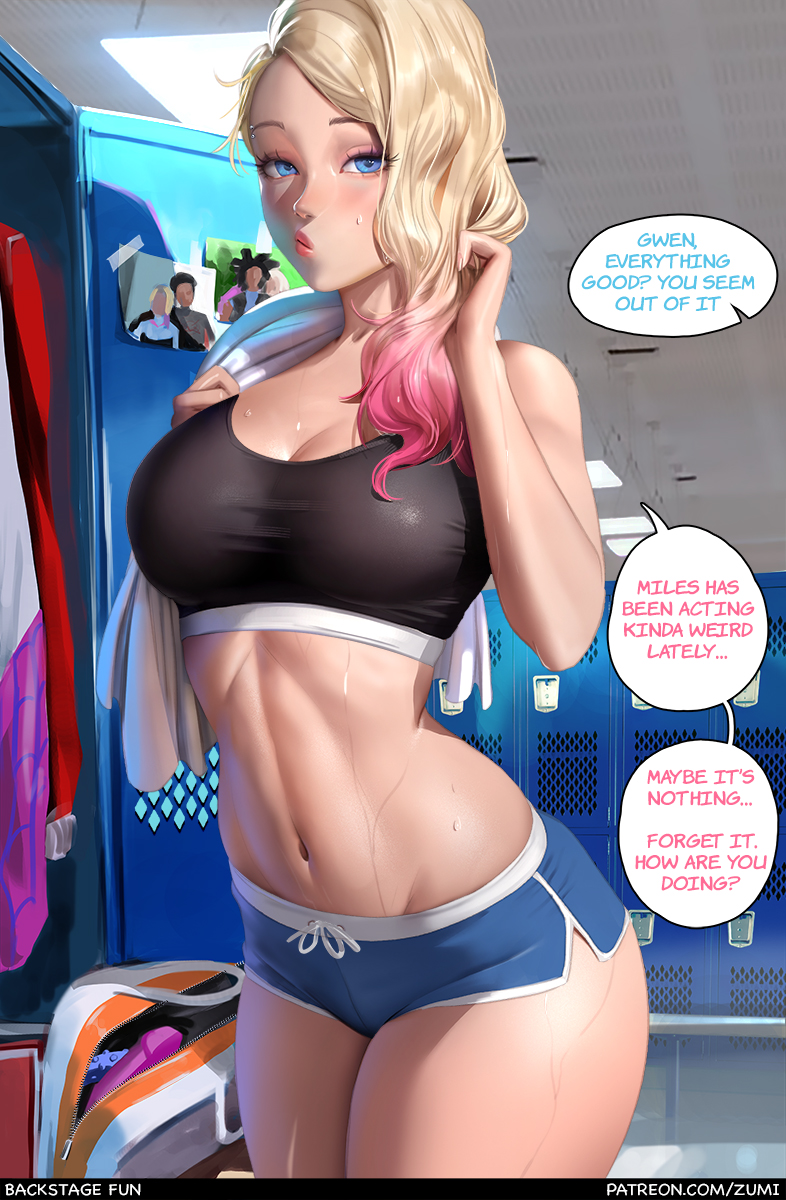 GWEN,
EVERYTHING
GOOD? YOU SEEM
OUT OF IT
MILES HAS
BEEN ACTING
KINDA WEIRD
LATELY...
MAYBE IT'S
NOTHING...
FORGET IT.
HOW ARE YOU
DOING?
BACKSTAGE FUN
PATREON.COM/ZUMI